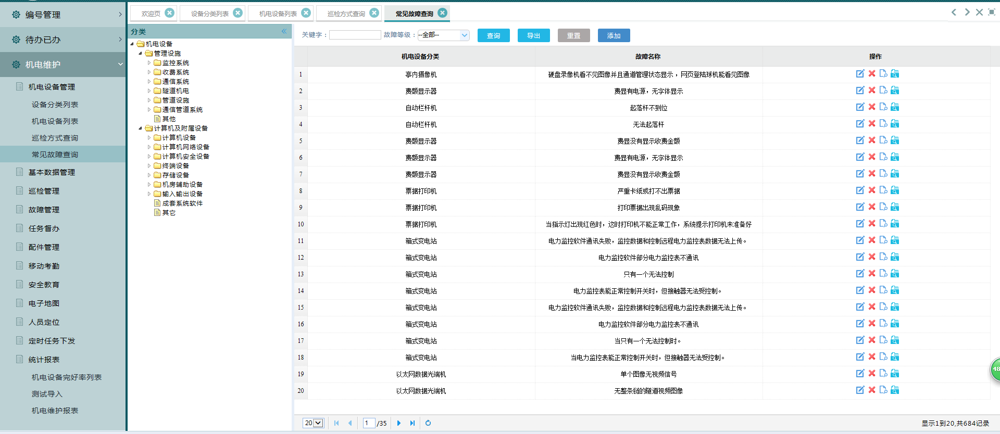 编号管理
待办已办
机电维护
机电设备管理
设备分类列表
机电设备列表
巡检方式查询
常见故障查询
基本数据管理
巡检管理
故障管理
任务督办
配件管理
移动考勤
安全教育
电子地图
人员定位
定时任务下发
统计报表
机电设备完好率列表
测试导入
机电维护报表
欢迎页 设备分类列表 机电设备列表 巡检方式查询 常见故障查询
分类
机电设备
管理设施
监控系统
收费系统
通信系统
隧道机电
管道设施
通信管道系统
其他
计算机及附属设备
计算机设备
计算机网络设备
计算机安全设备
终端设备
存储设备
机房辅助设备
输入输出设备
成套系统软件
其它
关键字： 故障等级：--全部-- 查询 导出 重置 添加
机电设备分类 故障名称 操作
1 亭内摄像机 硬盘录像机看不见图像并且通道管理状态显示，网页登陆球机能看见图像
2 费额显示器 费显有电源，无字体显示
3 自动栏杆机 起落杆不到位
4 自动栏杆机 无法起落杆
5 费额显示器 费显没有显示收费金额
6 费额显示器 费显有电源，无字体显示
7 费额显示器 费显没有显示收费金额
8 票据打印机 严重卡纸或打不出票据
9 票据打印机 打印票据出现乱码现象
10 票据打印机 当指示灯出现红色时，这时打印机不能正常工作，系统提示打印机未准备好
11 箱式变电站 电力监控软件通讯失败，监控数据和控制远程电力监控表数据无法上传。
12 箱式变电站 电力监控软件部分电力监控表不通讯
13 箱式变电站 只有一个无法控制
14 箱式变电站 电力监控表能正常控制开关时，但接触器无法受控制。
15 箱式变电站 电力监控软件通讯失败，监控数据和控制远程电力监控表数据无法上传。
16 箱式变电站 电力监控软件部分电力监控表不通讯
17 箱式变电站 当只有一个无法控制时。
18 箱式变电站 当电力监控表能正常控制开关时，但接触器无法受控制。
19 以太网数据光端机 单个图像无视频信号
20 以太网数据光端机 无整条链的隧道视频图像
20 1 /35 显示1到20,共684记录
48